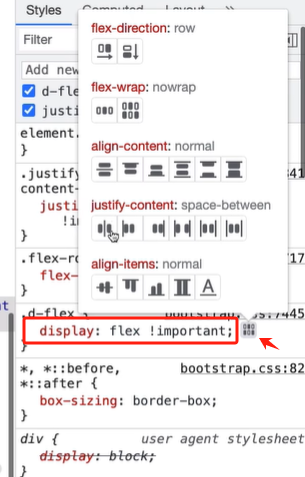 Styles
Computed
Layout
»
Filter
Add new
d-fle
justi
element.
}
.justify
content-
justi
!im
}
.flex-ro
flex-
}
.d-flex {
bootstrap.css:7445
display: flex !important;
}
*, *::before,
bootstrap.css:82
*::after {
box-sizing: border-box;
}
div {
user agent stylesheet
display: block;
}
flex-direction: row
flex-wrap: nowrap
align-content: normal
justify-content: space-between
align-items: normal
A